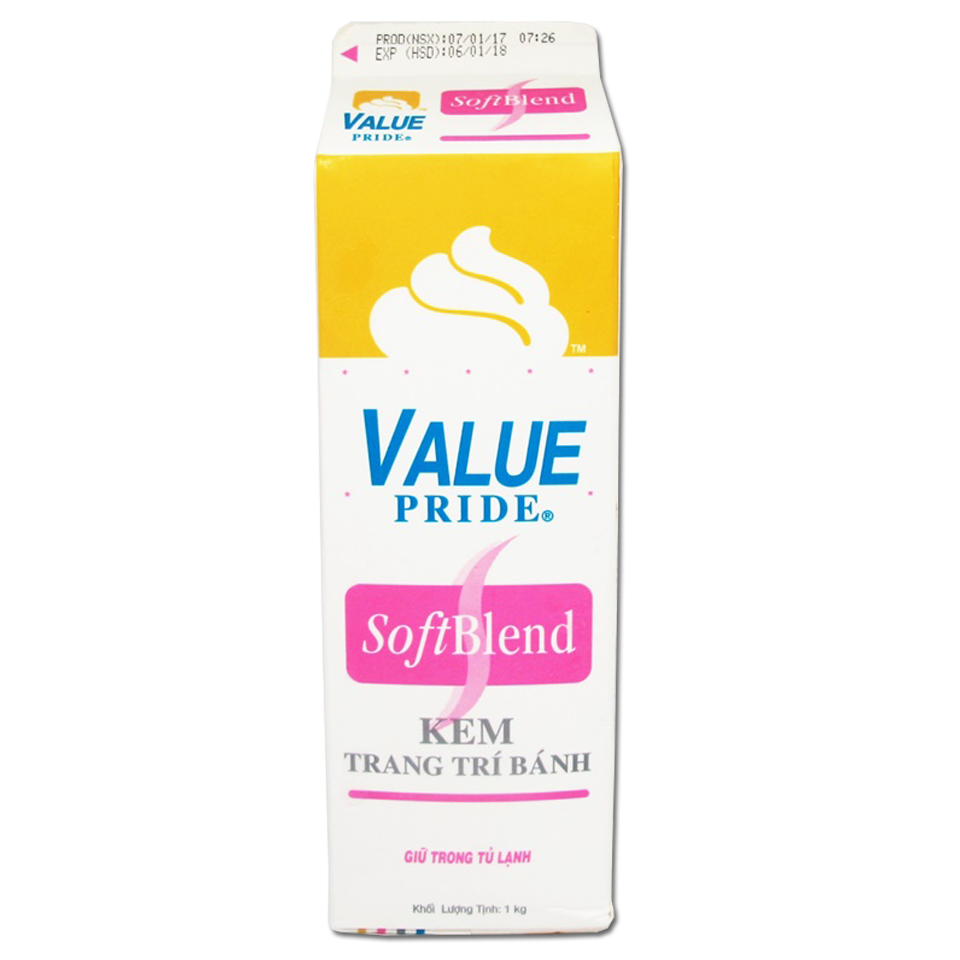 PROD(NSX):07/01/17 07:26
EXP (HSD):06/01/18
VALUE
PRIDE®
SoftBlend
TM
VALUE
PRIDE®
SoftBlend
KEM
TRANG TRÍ BÁNH
GIỮ TRONG TỦ LẠNH
Khối Lượng Tịnh: 1 kg